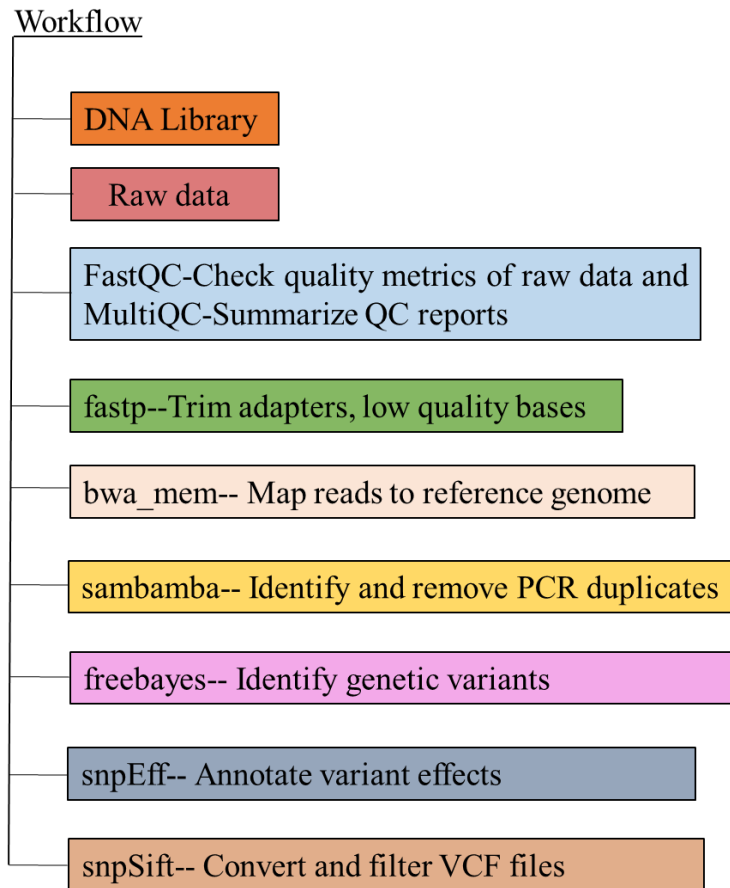 Workflow
DNA Library
Raw data
FastQC-Check quality metrics of raw data and
MultiQC-Summarize QC reports
fastp--Trim adapters, low quality bases
bwa_mem-- Map reads to reference genome
sambamba-- Identify and remove PCR duplicates
freebayes-- Identify genetic variants
snpEff-- Annotate variant effects
snpSift-- Convert and filter VCF files